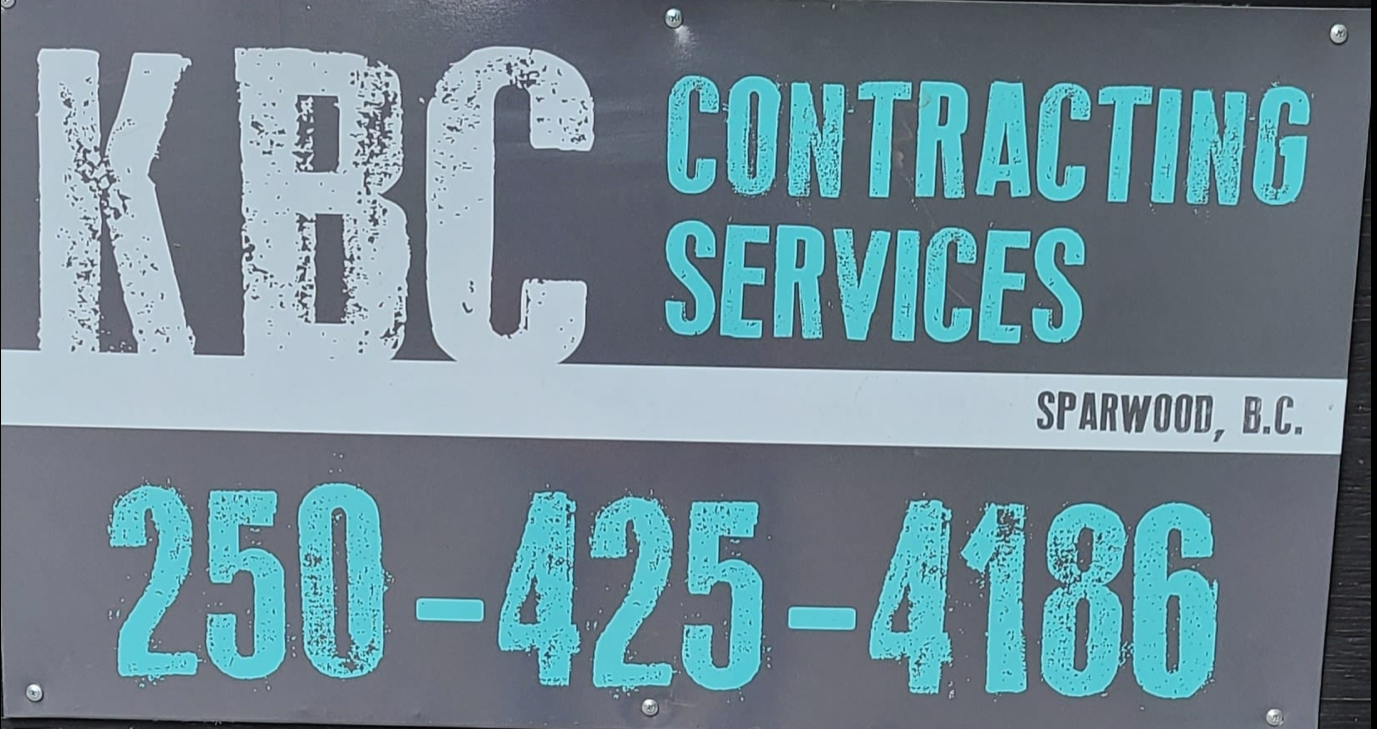 KBC
CONTRACTING
SERVICES
SPARWOOD, B.C.
250-425-4186